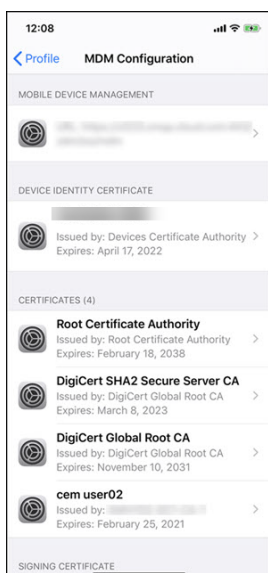 12:08
Profile
MDM Configuration
MOBILE DEVICE MANAGEMENT
DEVICE IDENTITY CERTIFICATE
Issued by: Devices Certificate Authority
Expires: April 17, 2022
CERTIFICATES (4)
Root Certificate Authority
Issued by: Root Certificate Authority
Expires: February 18, 2038
DigiCert SHA2 Secure Server CA
Issued by: DigiCert Global Root CA
Expires: March 8, 2023
DigiCert Global Root CA
Issued by: DigiCert Global Root CA
Expires: November 10, 2031
cem user02
Issued by:
Expires: February 25, 2021
SIGNING CERTIFICATE